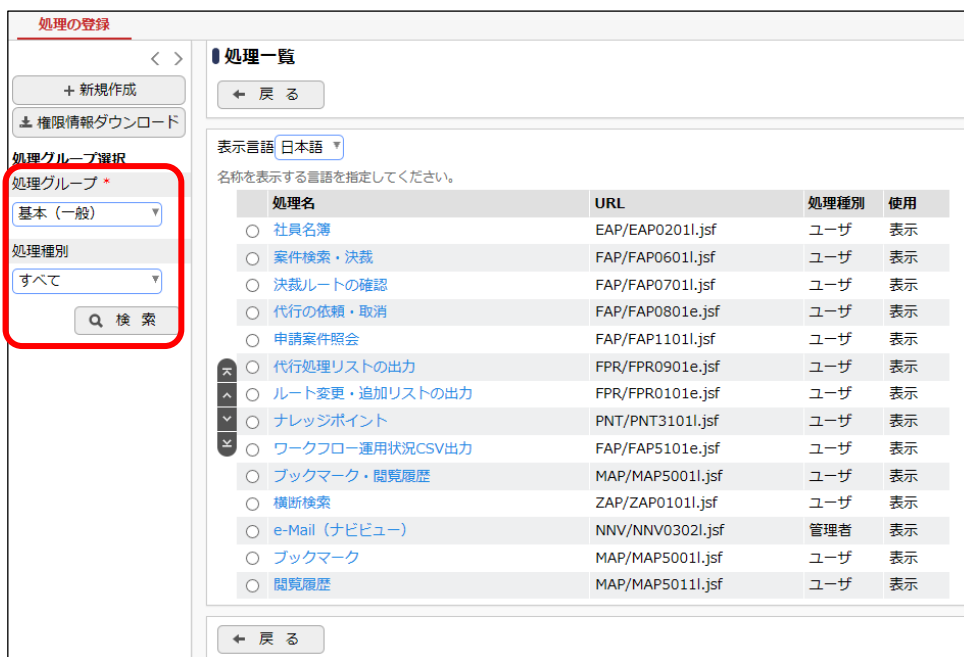 処理の登録
+ 新規作成
権限情報ダウンロード
処理グループ選択
処理グループ *
基本（一般）
処理種別
すべて
検 索
処理一覧
戻 る
表示言語 日本語
名称を表示する言語を指定してください。
処理名 URL 処理種別 使用
社員名簿 EAP/EAP0201l.jsf ユーザ 表示
案件検索・決裁 FAP/FAP0601l.jsf ユーザ 表示
決裁ルートの確認 FAP/FAP0701l.jsf ユーザ 表示
代行の依頼・取消 FAP/FAP0801e.jsf ユーザ 表示
申請案件照会 FAP/FAP1101l.jsf ユーザ 表示
代行処理リストの出力 FPR/FPR0901e.jsf ユーザ 表示
ルート変更・追加リストの出力 FPR/FPR0101e.jsf ユーザ 表示
ナレッジポイント PNT/PNT3101l.jsf ユーザ 表示
ワークフロー運用状況CSV出力 FAP/FAP5101e.jsf ユーザ 表示
ブックマーク・閲覧履歴 MAP/MAP5001l.jsf ユーザ 表示
横断検索 ZAP/ZAP0101l.jsf ユーザ 表示
e-Mail（ナビビュー） NNV/NNV0302l.jsf 管理者 表示
ブックマーク MAP/MAP5001l.jsf ユーザ 表示
閲覧履歴 MAP/MAP5011l.jsf ユーザ 表示
戻 る